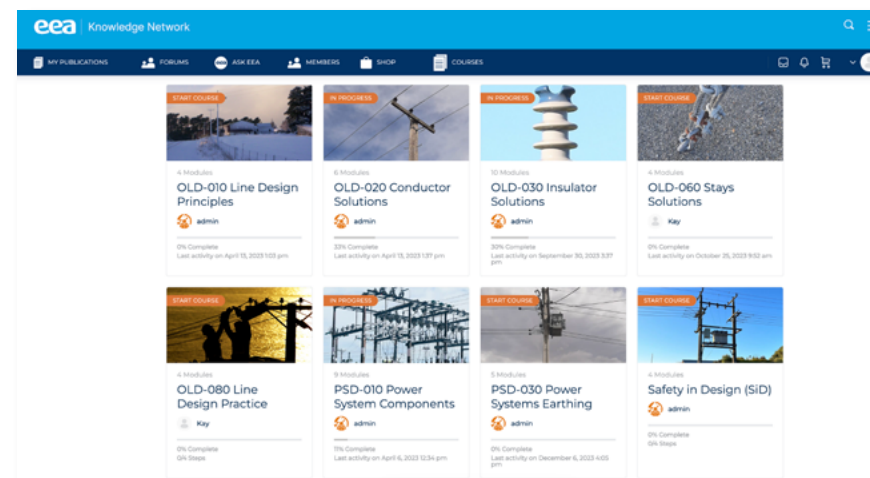 eea Knowledge Network
MY PUBLICATIONS FORUMS ASK EEA MEMBERS SHOP COURSES
START COURSE
4 Modules
OLD-010 Line Design
Principles
admin
0% Complete
Last activity on April 13, 2023 1:03 pm
IN PROGRESS
6 Modules
OLD-020 Conductor
Solutions
admin
33% Complete
Last activity on April 13, 2023 1:37 pm
IN PROGRESS
10 Modules
OLD-030 Insulator
Solutions
admin
30% Complete
Last activity on September 30, 2023 3:37
pm
START COURSE
4 Modules
OLD-060 Stays
Solutions
Kay
0% Complete
Last activity on October 25, 2023 9:52 am
START COURSE
4 Modules
OLD-080 Line
Design Practice
Kay
0% Complete
0/4 Steps
IN PROGRESS
9 Modules
PSD-010 Power
System Components
admin
11% Complete
Last activity on April 6, 2023 12:34 pm
START COURSE
5 Modules
PSD-030 Power
Systems Earthing
admin
0% Complete
Last activity on December 6, 2023 4:05
pm
START COURSE
4 Modules
Safety in Design (SiD)
admin
0% Complete
0/4 Steps